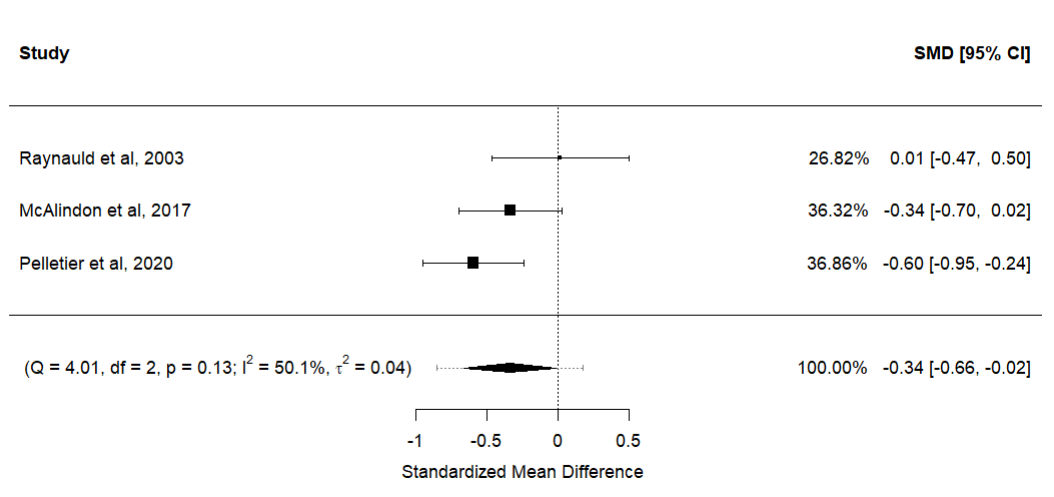 Study SMD [95% CI]
Raynauld et al, 2003 26.82% 0.01 [-0.47, 0.50]
McAlindon et al, 2017 36.32% -0.34 [-0.70, 0.02]
Pelletier et al, 2020 36.86% -0.60 [-0.95, -0.24]
(Q = 4.01, df = 2, p = 0.13; I² = 50.1%, τ² = 0.04) 100.00% -0.34 [-0.66, -0.02]
-1 -0.5 0 0.5
Standardized Mean Difference